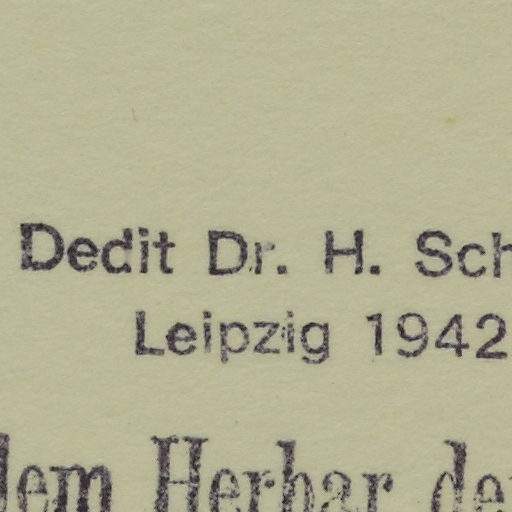 Dedit Dr. H. Sch
Leipzig 1942
dem Herbar de